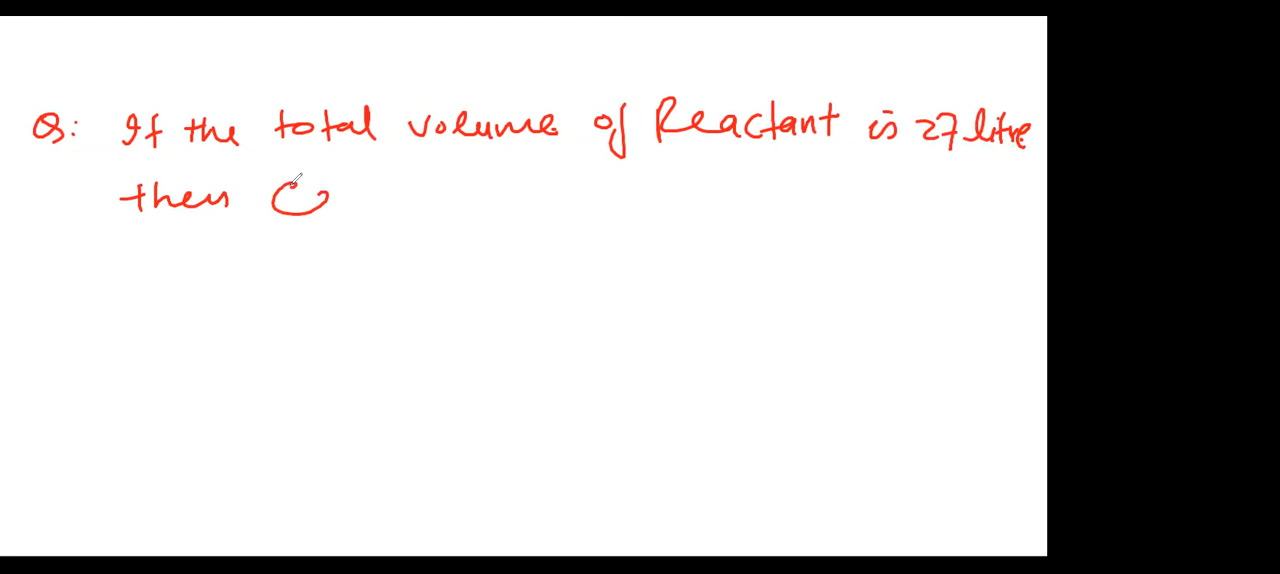 Q: If the total volume of Reactant is 27 litre
then